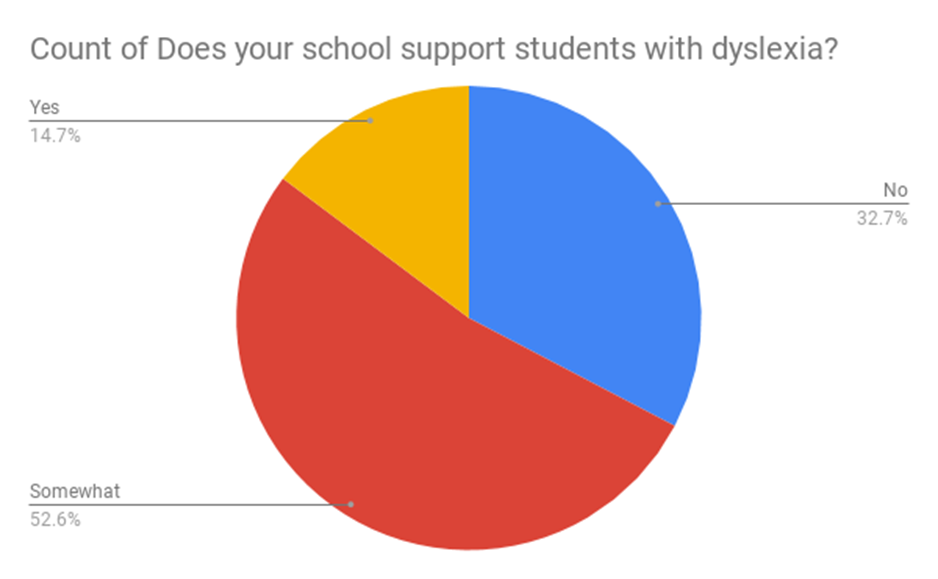 Count of Does your school support students with dyslexia?
Yes
14.7%
No
32.7%
Somewhat
52.6%